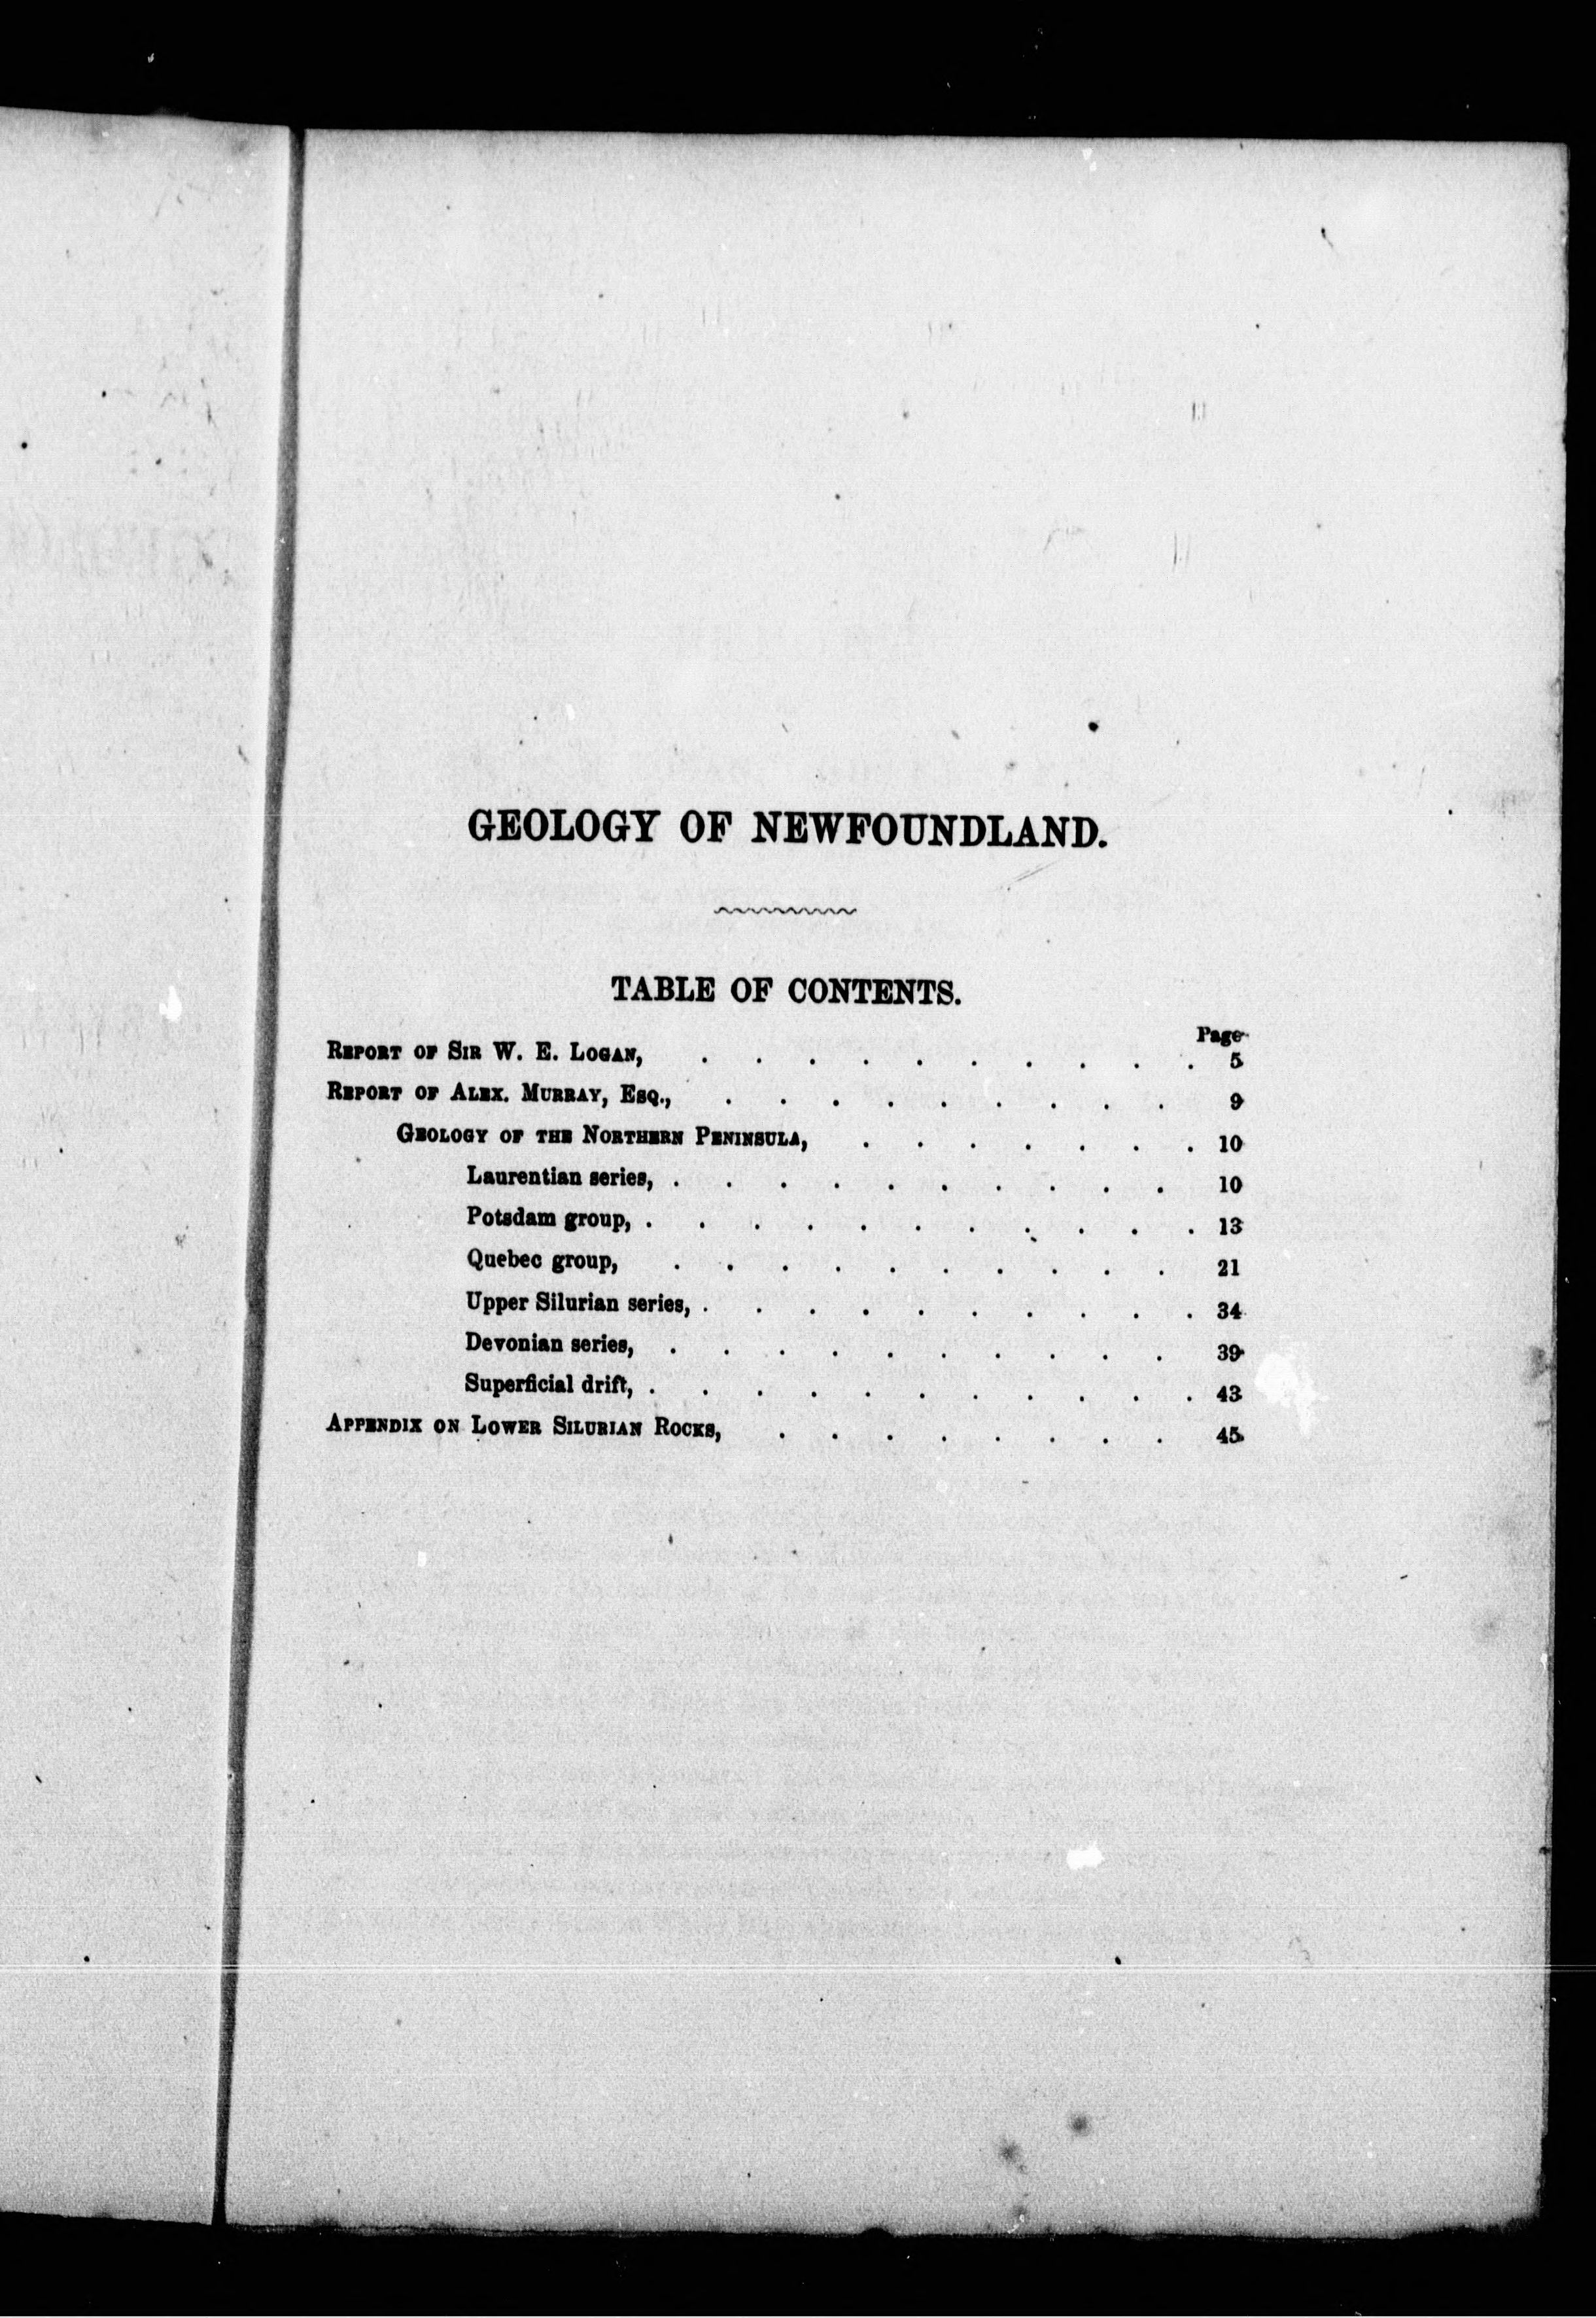 GEOLOGY OF NEWFOUNDLAND.
TABLE OF CONTENTS.
Page
REPORT OF SIR W. E. LOGAN, . . . . . . . . . . 5
REPORT OF ALEX. MURRAY, ESQ., . . . . . . . . . 9
GEOLOGY OF THE NORTHERN PENINSULA, . . . . . . . 10
Laurentian series, . . . . . . . . . . 10
Potsdam group, . . . . . . . . . . . 13
Quebec group, . . . . . . . . . . 21
Upper Silurian series, . . . . . . . . . . 34
Devonian series, . . . . . . . . . . 39
Superficial drift, . . . . . . . . . . . 43
APPENDIX ON LOWER SILURIAN ROCKS, . . . . . . . . 45